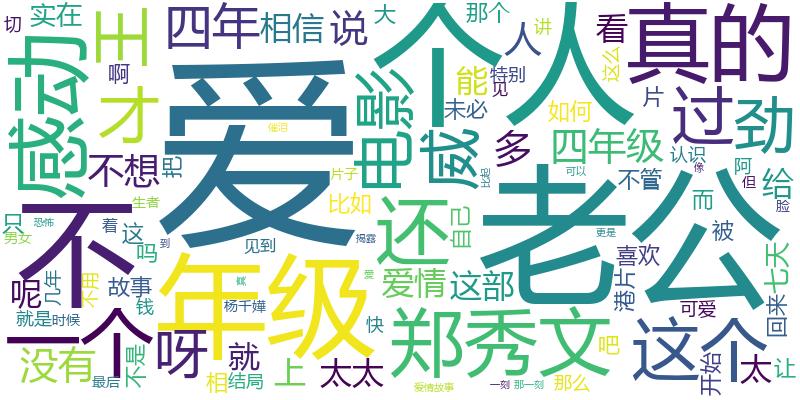 切
实在
王
四年
相信
说
个人
大
那个
人
讲
看
真的
感动
啊
才
爱
电影
能
特别
见
这么
未必
如何
片
过
劲
催泪
威
多
四年级
认识
不想
把
片子
比如
比起
可以
不管
像
阿
但
给
只
恐怖
男女
不
生者
着
这
吗
到
见到
揭露
还
自己
老公
更是
而
被
脸
七天
呢
几年
不用
故事
钱
年级
真
爱
爱情
这部
喜欢
港片
可爱
回来
就是
时候
一个
杨千嬅
快
郑秀文
吧
这个
没有
最后
不是
呀
就
相
结局
上
太太
爱情故事
一刻
那一刻
那么
开始
太
让